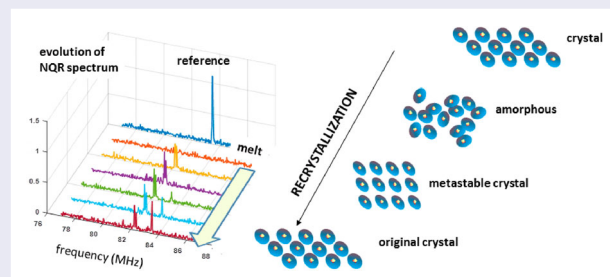 evolution of
NQR spectrum
reference
melt
1.5
1
0.5
0
76
78
80
82
84
86
88
frequency (MHz)
RECRYSTALLIZATION
crystal
amorphous
metastable crystal
original crystal